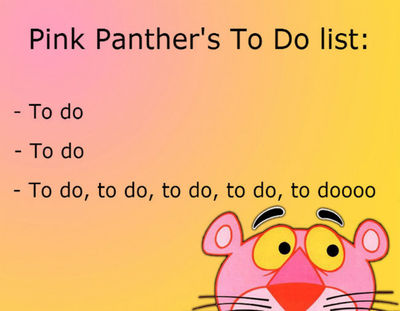 Pink Panther's To Do list:
- To do
- To do
- To do, to do, to do, to do, to doooo